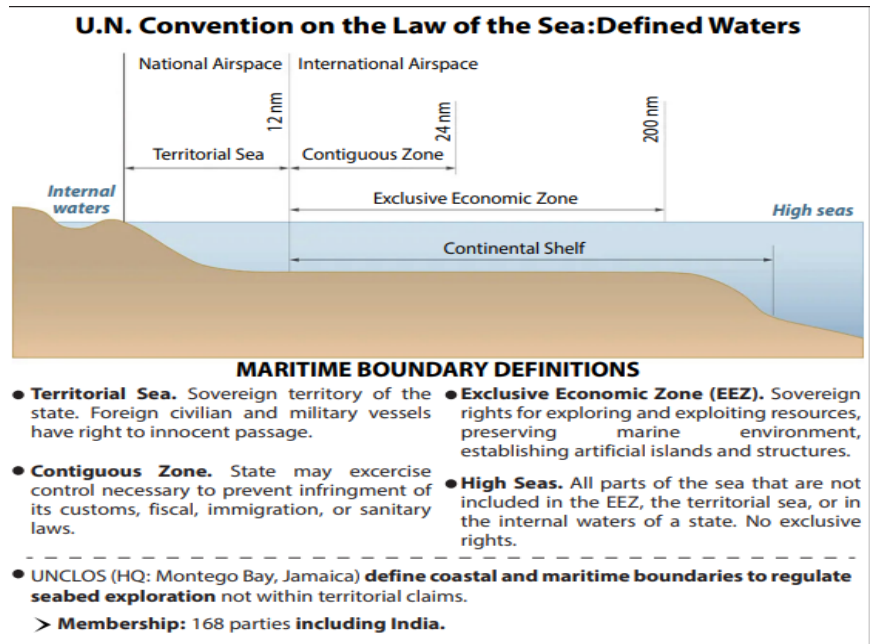 U.N. Convention on the Law of the Sea:Defined Waters
National Airspace
International Airspace
12 nm
24 nm
200 nm
Territorial Sea
Contiguous Zone
Internal
waters
Exclusive Economic Zone
High seas
Continental Shelf
MARITIME BOUNDARY DEFINITIONS
● Territorial Sea. Sovereign territory of the
state. Foreign civilian and military vessels
have right to innocent passage.
● Contiguous Zone. State may excercise
control necessary to prevent infringment of
its customs, fiscal, immigration, or sanitary
laws.
● Exclusive Economic Zone (EEZ). Sovereign
rights for exploring and exploiting resources,
preserving marine environment,
establishing artificial islands and structures.
● High Seas. All parts of the sea that are not
included in the EEZ, the territorial sea, or in
the internal waters of a state. No exclusive
rights.
● UNCLOS (HQ: Montego Bay, Jamaica) define coastal and maritime boundaries to regulate
seabed exploration not within territorial claims.
➢ Membership: 168 parties including India.